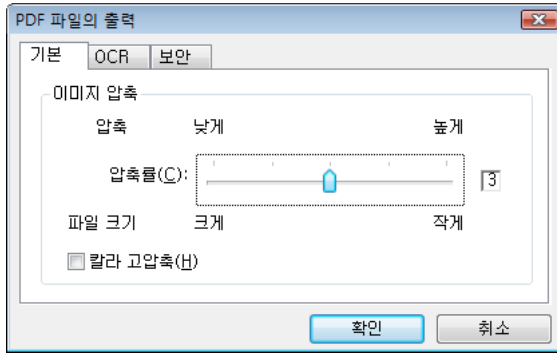 PDF 파일의 출력
기본 OCR 보안
이미지 압축
압축 낮게 높게
압축률(C): 3
파일 크기 크게 작게
칼라 고압축(H)
확인 취소